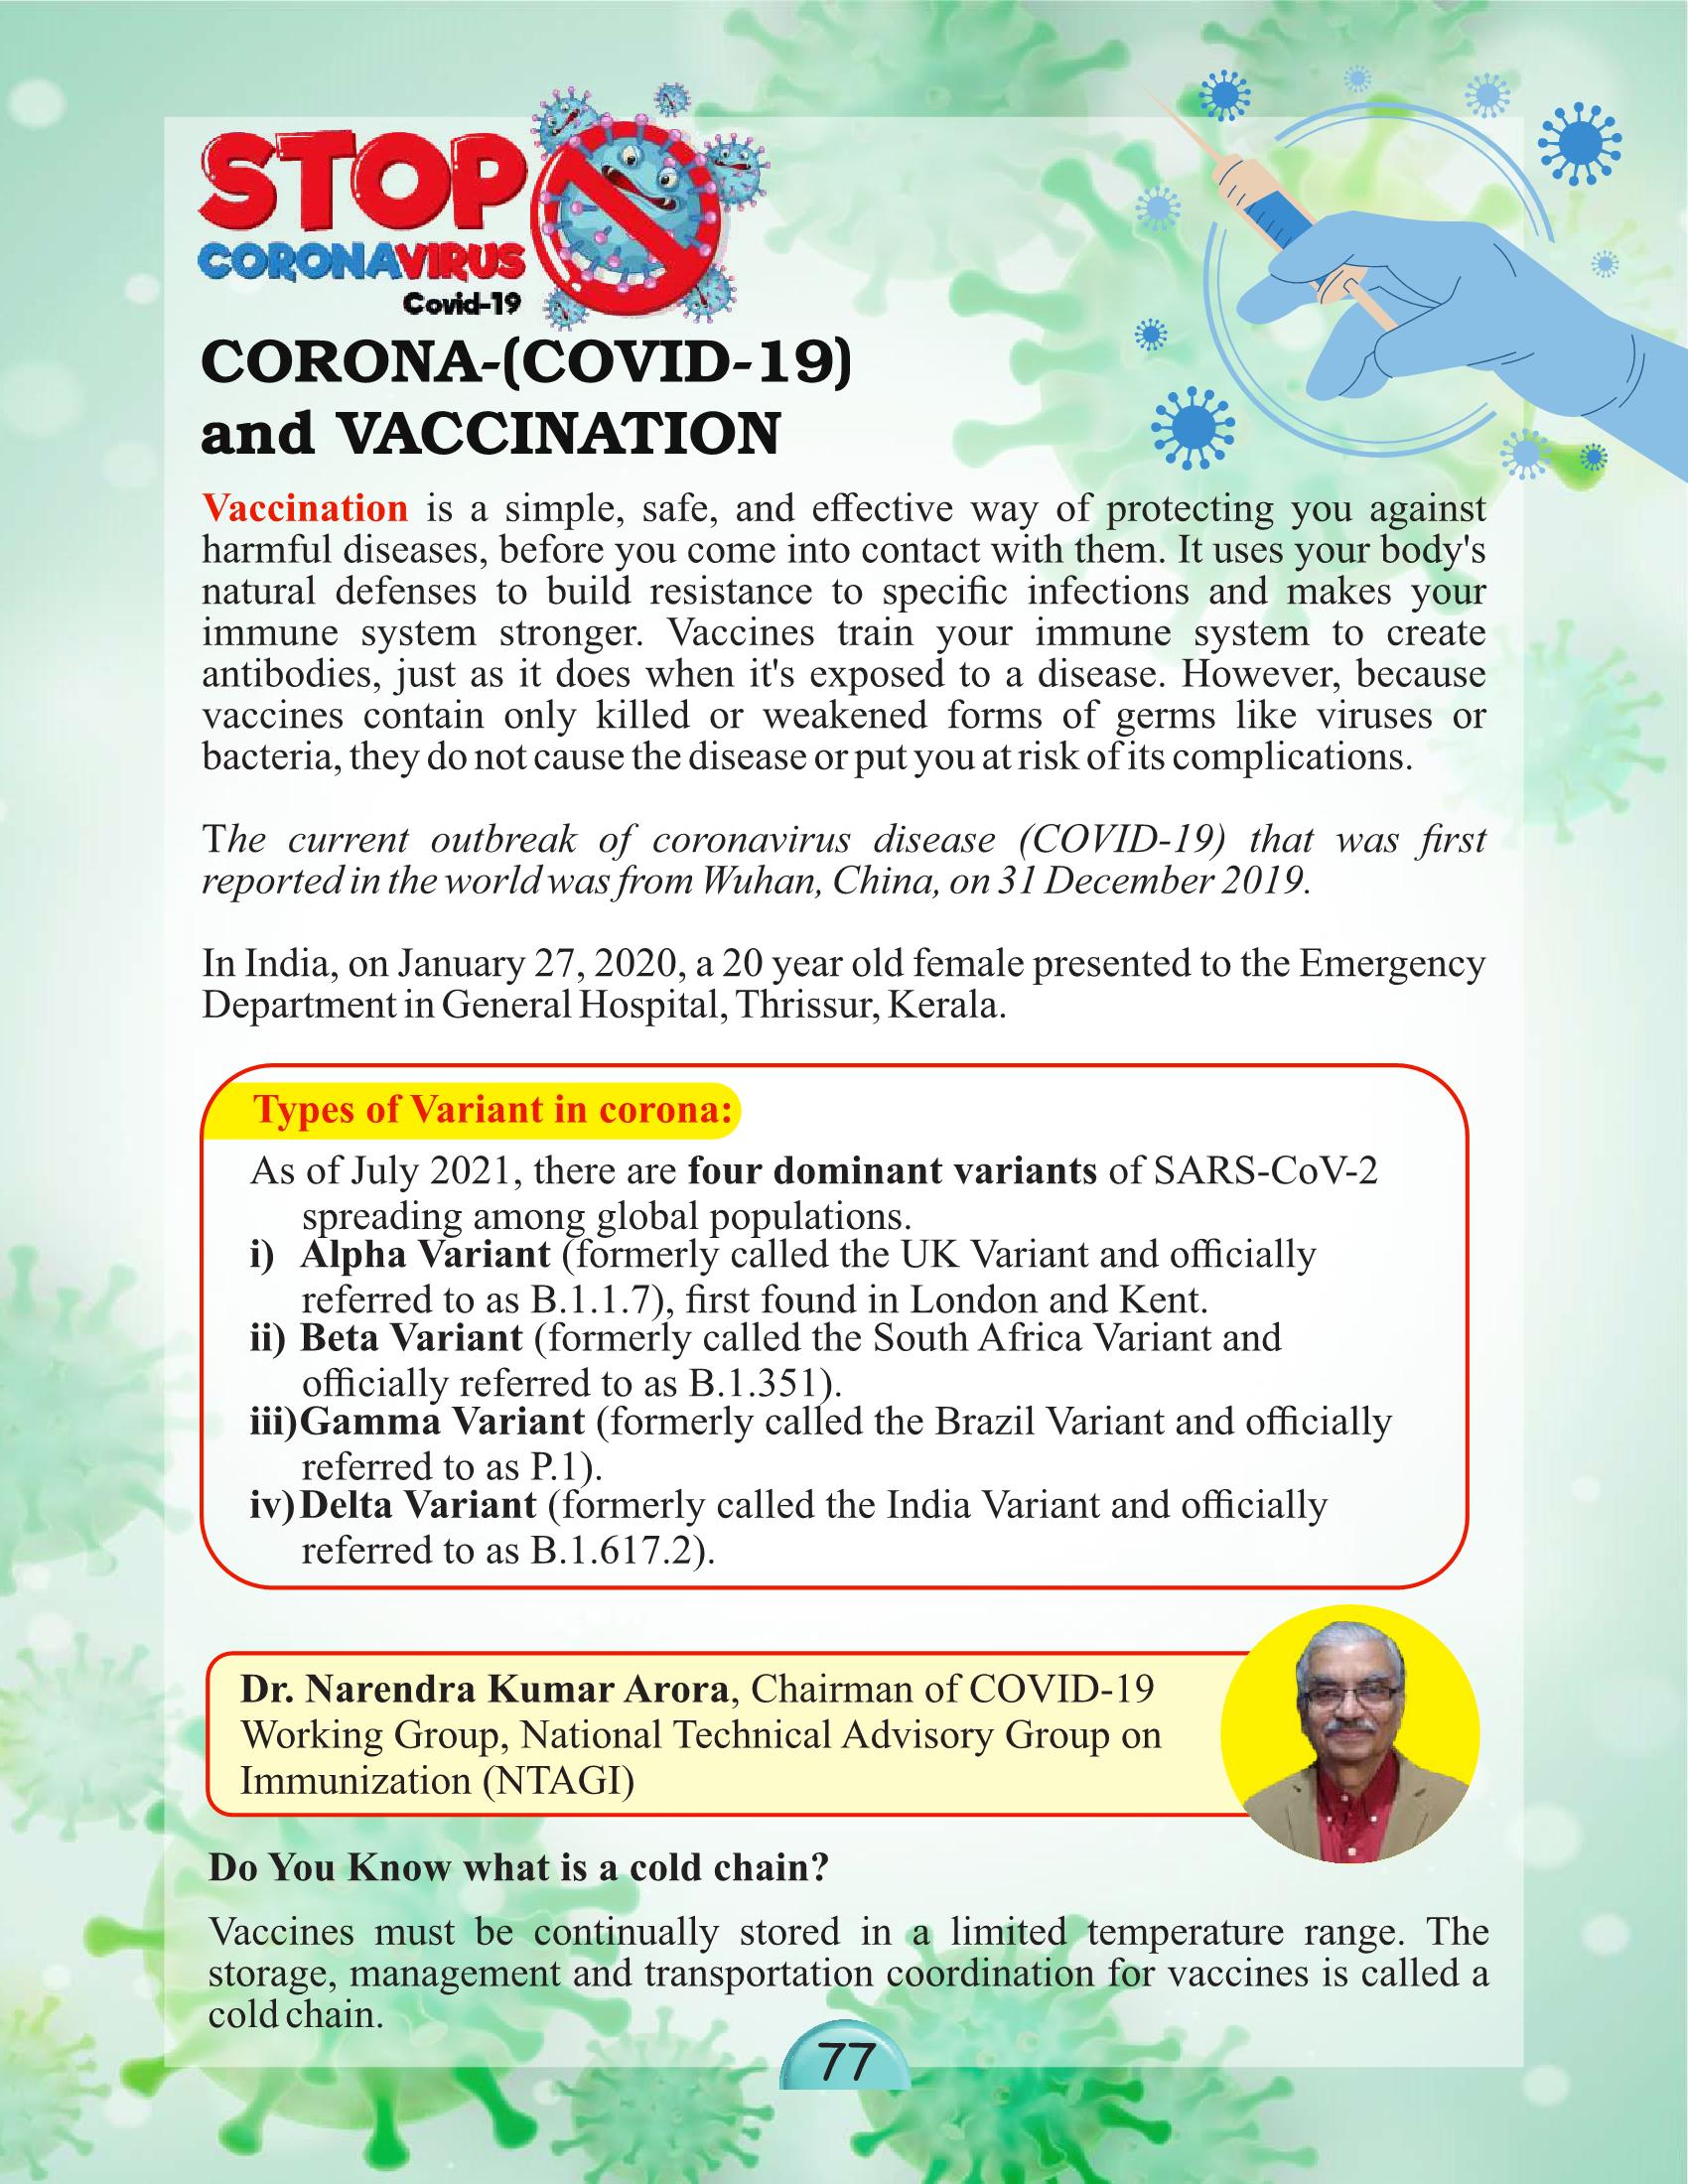 STOP
CORONAVIRUS
Covid-19
CORONA-(COVID-19)
and VACCINATION
Vaccination is a simple, safe, and effective way of protecting you against
harmful diseases, before you come into contact with them. It uses your body's
natural defenses to build resistance to specific infections and makes your
immune system stronger. Vaccines train your immune system to create
antibodies, just as it does when it's exposed to a disease. However, because
vaccines contain only killed or weakened forms of germs like viruses or
bacteria, they do not cause the disease or put you at risk of its complications.
The current outbreak of coronavirus disease (COVID-19) that was first
reported in the world was from Wuhan, China, on 31 December 2019.
In India, on January 27, 2020, a 20 year old female presented to the Emergency
Department in General Hospital, Thrissur, Kerala.
Types of Variant in corona:
As of July 2021, there are four dominant variants of SARS-CoV-2
spreading among global populations.
i) Alpha Variant (formerly called the UK Variant and officially
referred to as B.1.1.7), first found in London and Kent.
ii) Beta Variant (formerly called the South Africa Variant and
officially referred to as B.1.351).
iii) Gamma Variant (formerly called the Brazil Variant and officially
referred to as P.1).
iv) Delta Variant (formerly called the India Variant and officially
referred to as B.1.617.2).
Dr. Narendra Kumar Arora, Chairman of COVID-19
Working Group, National Technical Advisory Group on
Immunization (NTAGI)
Do You Know what is a cold chain?
Vaccines must be continually stored in a limited temperature range. The
storage, management and transportation coordination for vaccines is called a
cold chain.
77